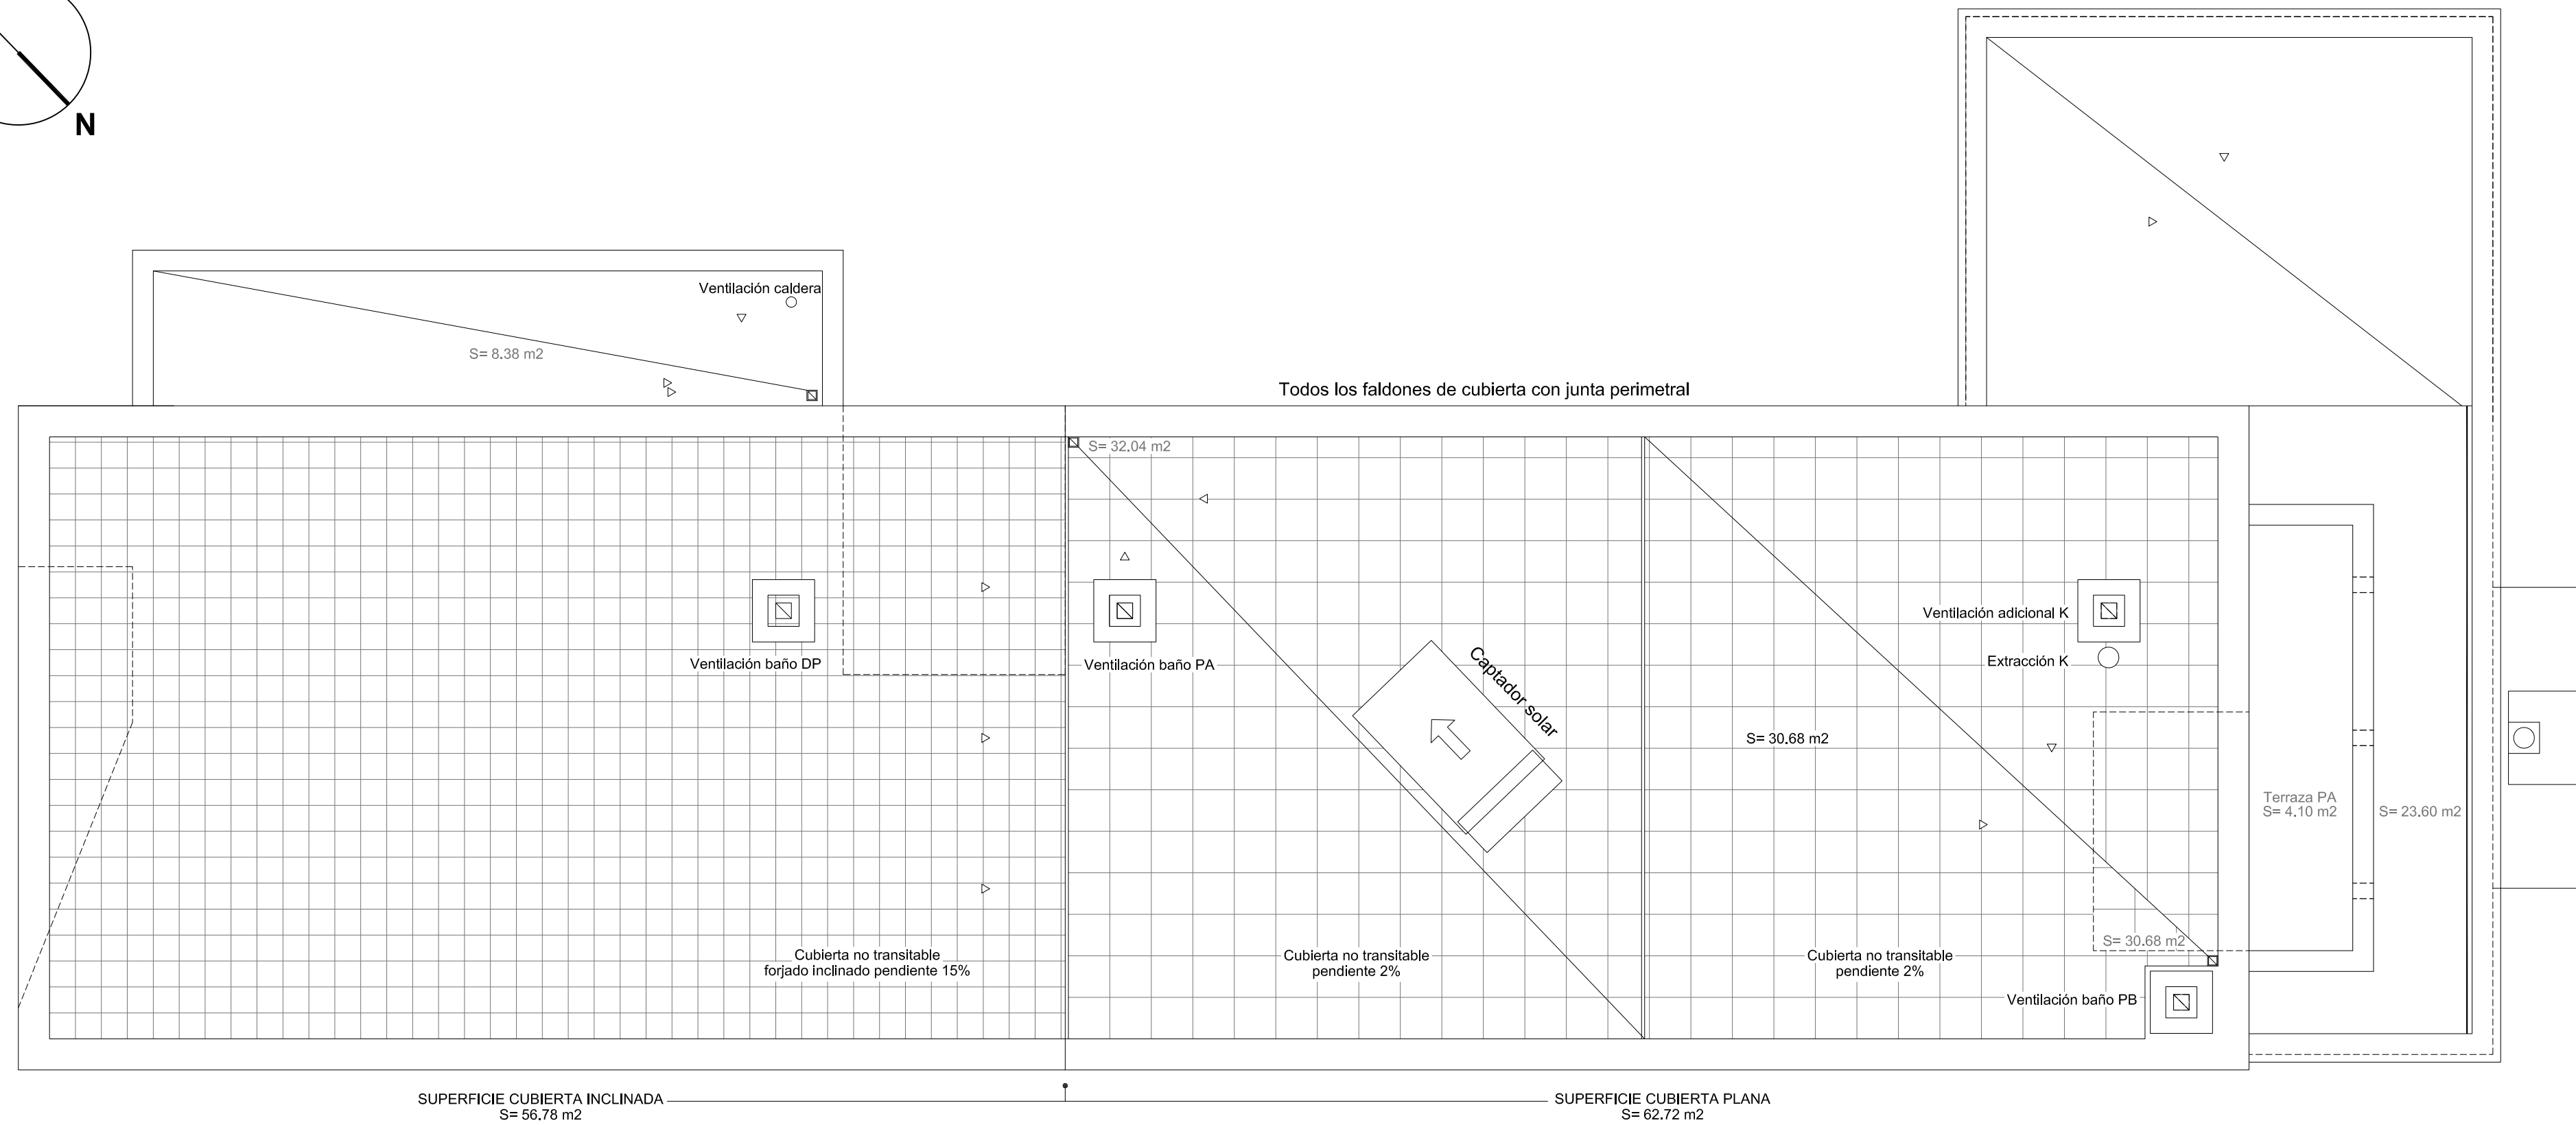 N
Ventilación caldera
S= 8.38 m2
Todos los faldones de cubierta con junta perimetral
S= 32.04 m2
Ventilación baño DP
Ventilación baño PA
Captador solar
Ventilación adicional K
Extracción K
S= 30.68 m2
Terraza PA
S= 4.10 m2
S= 23.60 m2
S= 30.68 m2
Cubierta no transitable
forjado inclinado pendiente 15%
Cubierta no transitable
pendiente 2%
Cubierta no transitable
pendiente 2%
Ventilación baño PB
SUPERFICIE CUBIERTA INCLINADA
S= 56.78 m2
SUPERFICIE CUBIERTA PLANA
S= 62.72 m2